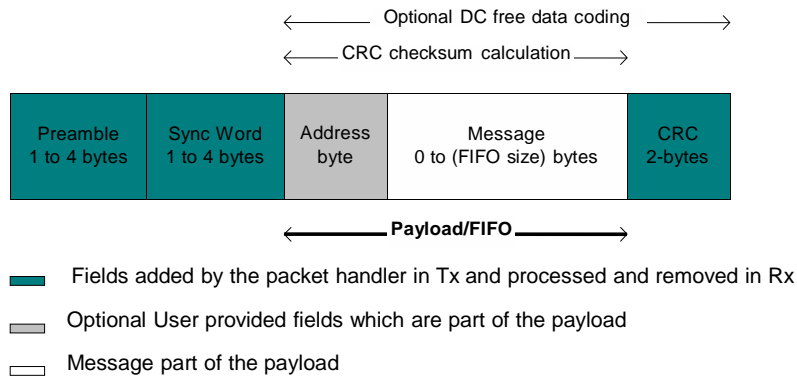 Optional DC free data coding
CRC checksum calculation
Preamble
1 to 4 bytes
Sync Word
1 to 4 bytes
Address
byte
Message
0 to (FIFO size) bytes
CRC
2-bytes
Payload/FIFO
Fields added by the packet handler in Tx and processed and removed in Rx
Optional User provided fields which are part of the payload
Message part of the payload